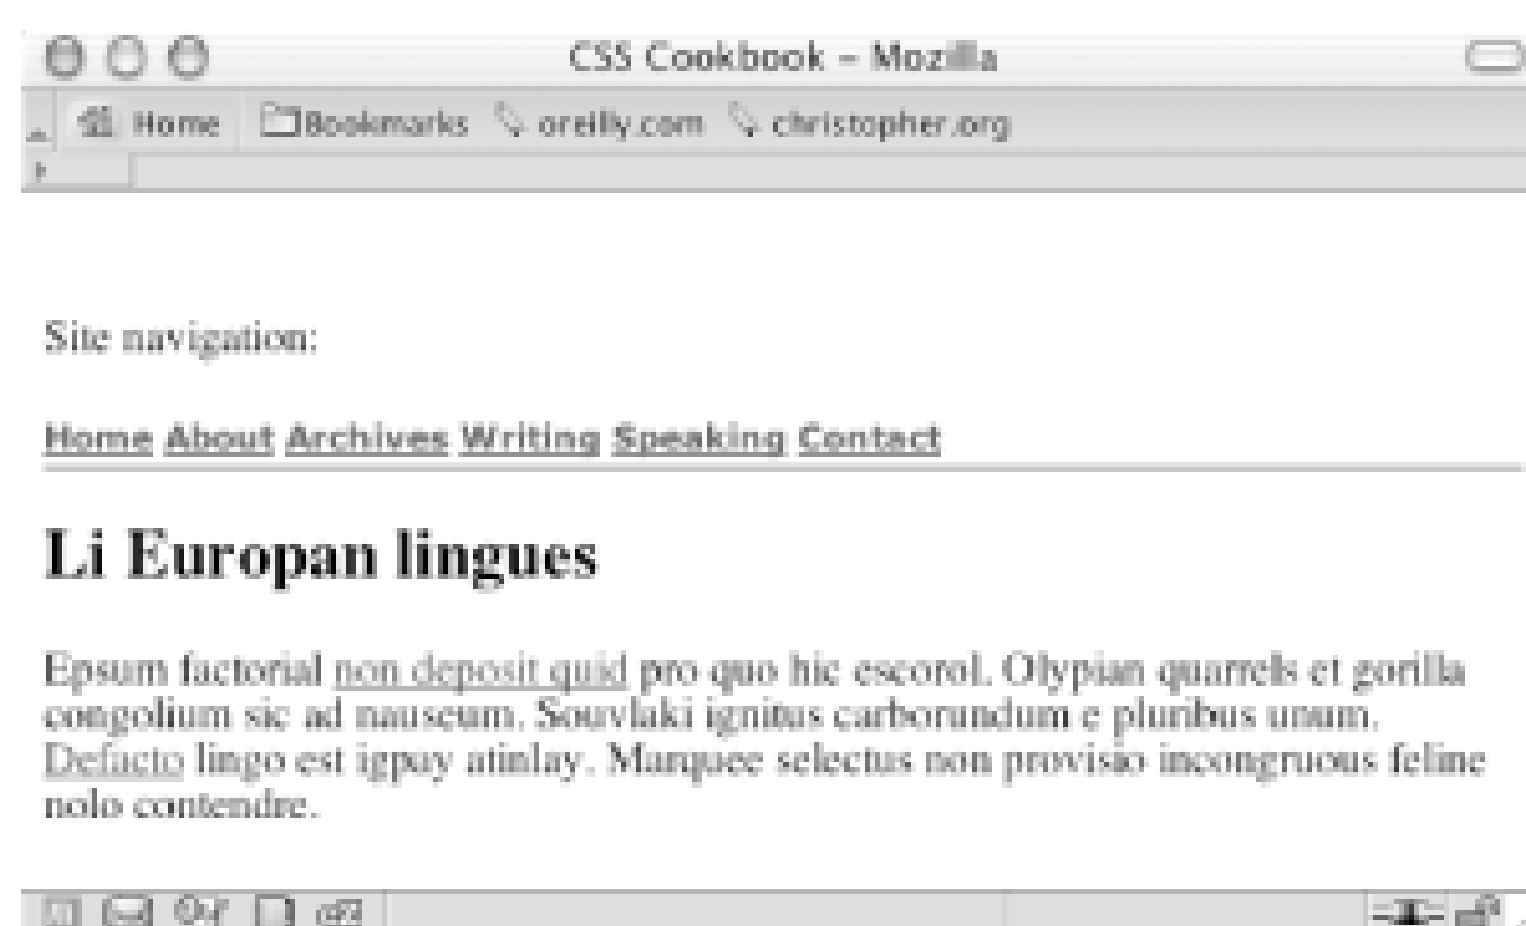 CSS Cookbook – Mozilla
Home Bookmarks oreilly.com christopher.org
Site navigation:
Home About Archives Writing Speaking Contact
Li Europan lingues
Epsum factorial non deposit quid pro quo hic escorol. Olypian quarrels et gorilla
congolium sic ad nauseum. Souvlaki ignitus carborundum e pluribus unum.
Defacto lingo est igpay atinlay. Marquee selectus non provisio incongruous feline
nolo contendre.